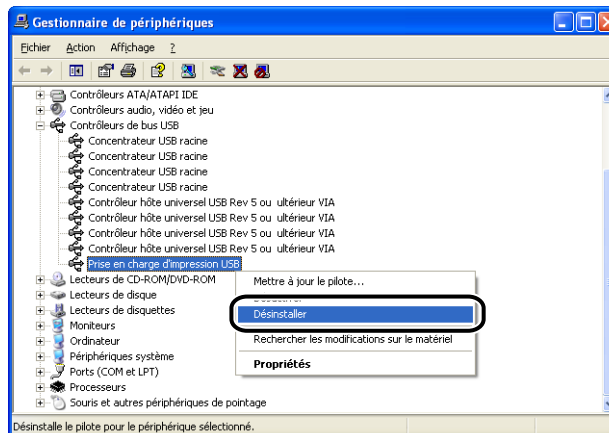 Gestionnaire de périphériques
Fichier Action Affichage ?
Contrôleurs ATA/ATAPI IDE
Contrôleurs audio, vidéo et jeu
Contrôleurs de bus USB
Concentrateur USB racine
Concentrateur USB racine
Concentrateur USB racine
Concentrateur USB racine
Contrôleur hôte universel USB Rev 5 ou ultérieur VIA
Contrôleur hôte universel USB Rev 5 ou ultérieur VIA
Contrôleur hôte universel USB Rev 5 ou ultérieur VIA
Contrôleur hôte universel USB Rev 5 ou ultérieur VIA
Prise en charge d'impression USB
Lecteurs de CD-ROM/DVD-ROM
Lecteurs de disque
Lecteurs de disquettes
Moniteurs
Ordinateur
Périphériques système
Ports (COM et LPT)
Processeurs
Souris et autres périphériques de pointage
Mettre à jour le pilote...
Désinstaller
Rechercher les modifications sur le matériel
Propriétés
Désinstalle le pilote pour le périphérique sélectionné.